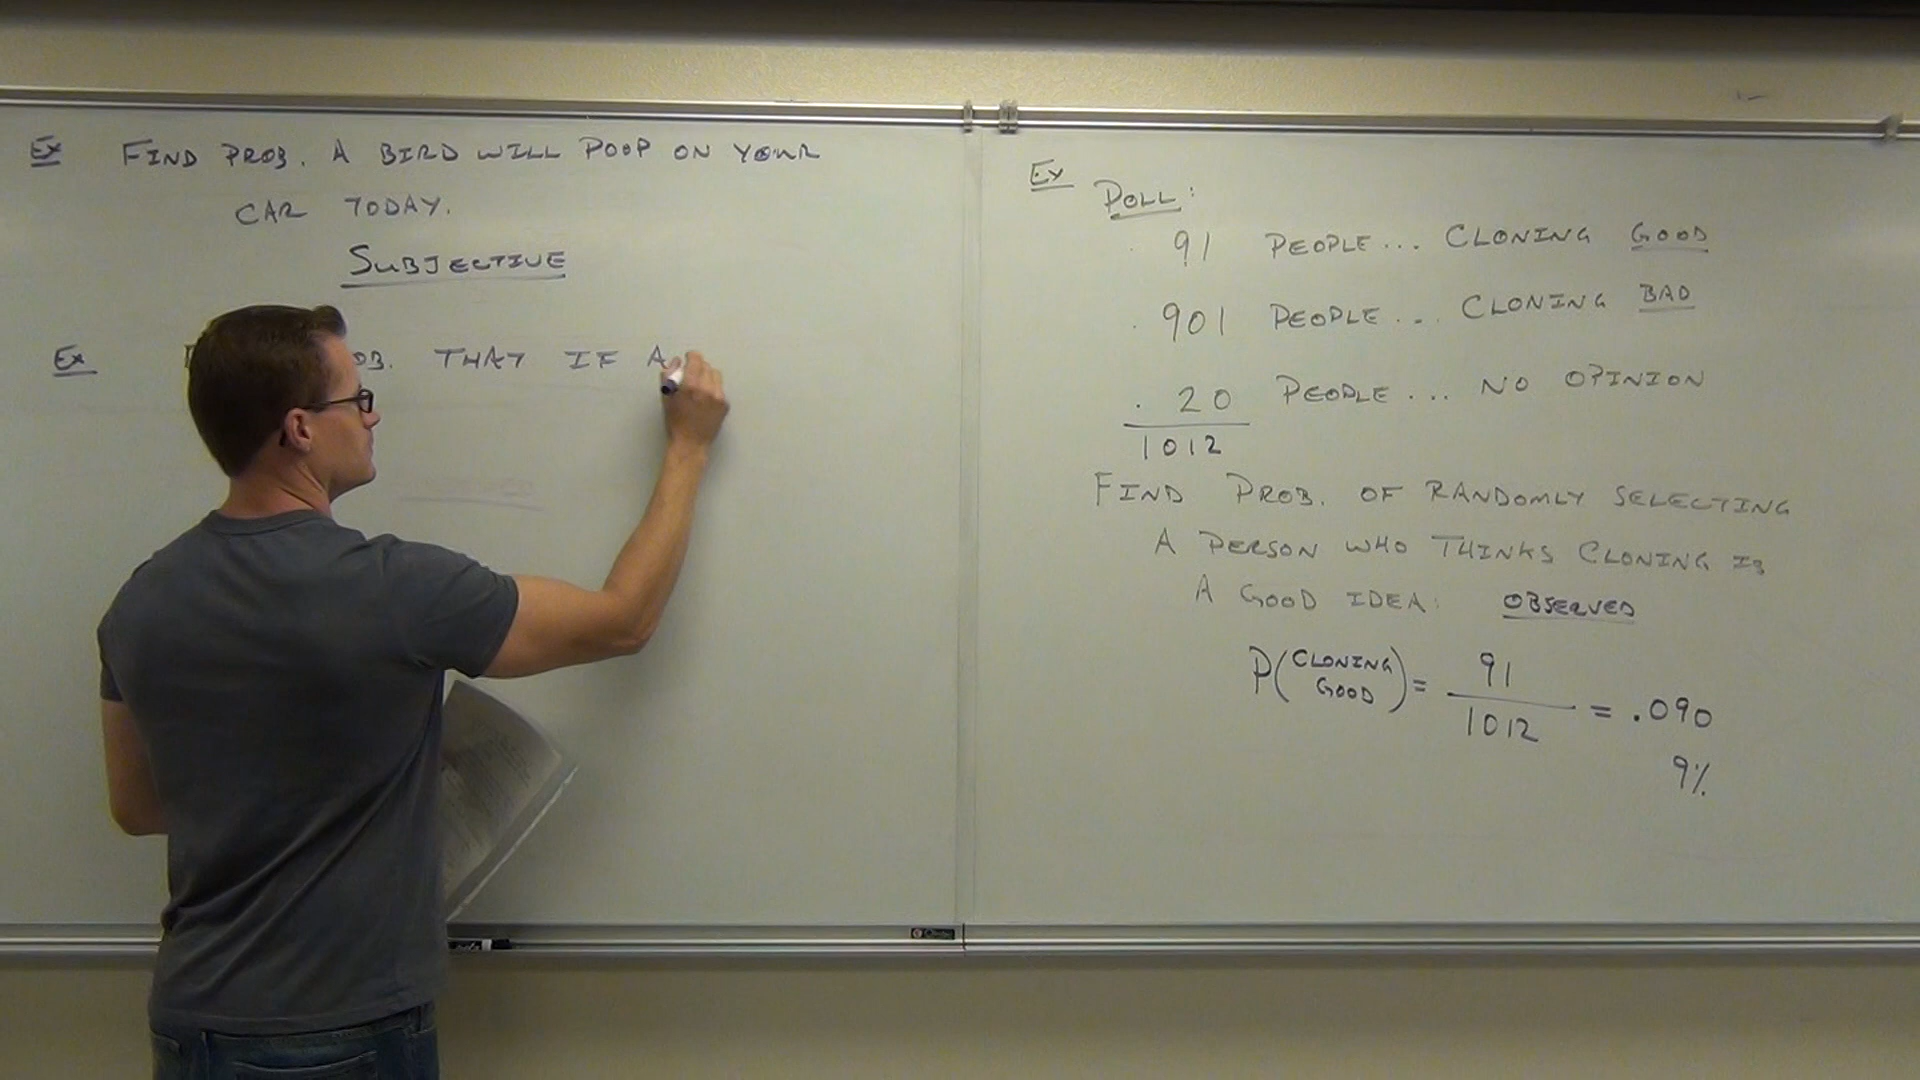 Ex FIND PROB. A BIRD WILL POOP ON YOUR
CAR TODAY.
SUBJECTIVE
Ex THAT IF A
Ex
POLL:
. 91 PEOPLE... CLONING GOOD
. 901 PEOPLE... CLONING BAD
. 20 PEOPLE... NO OPINION
1012
FIND PROB. OF RANDOMLY SELECTING
A PERSON WHO THINKS CLONING IS
A GOOD IDEA: OBSERVED
P(CLONING GOOD) = 91/1012 = .090
9%